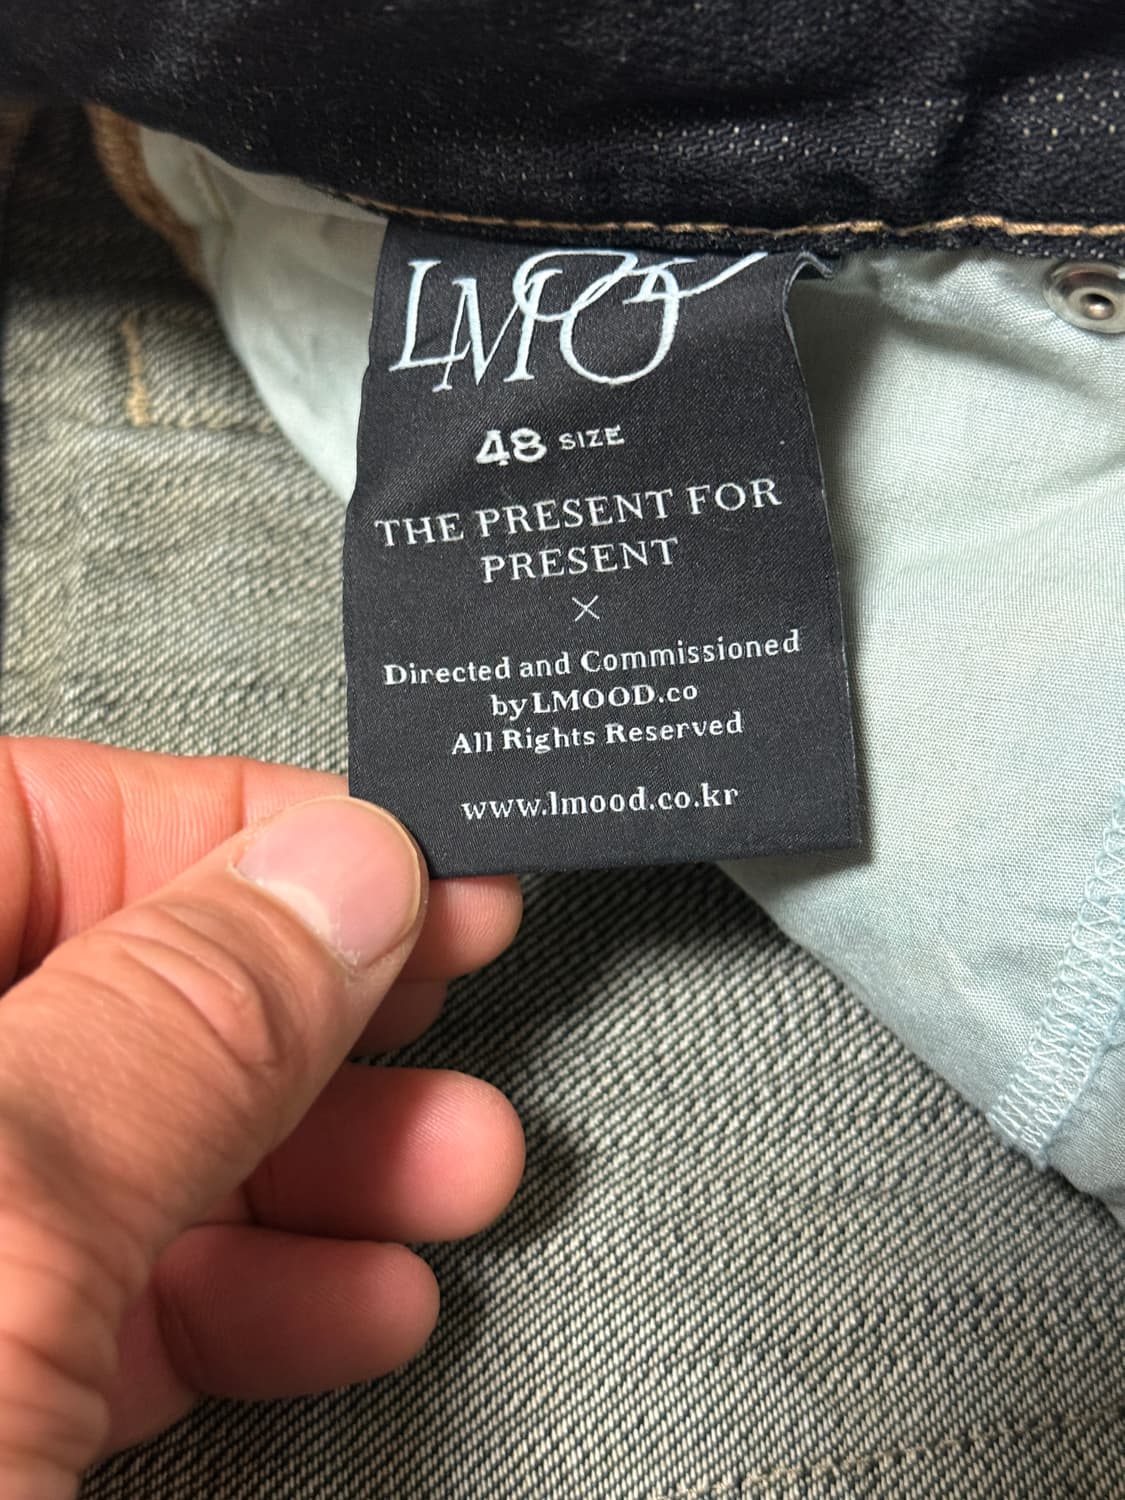 LMOOD
48 SIZE
THE PRESENT FOR
PRESENT
×
Directed and Commissioned
by LMOOD.co
All Rights Reserved
www.lmood.co.kr